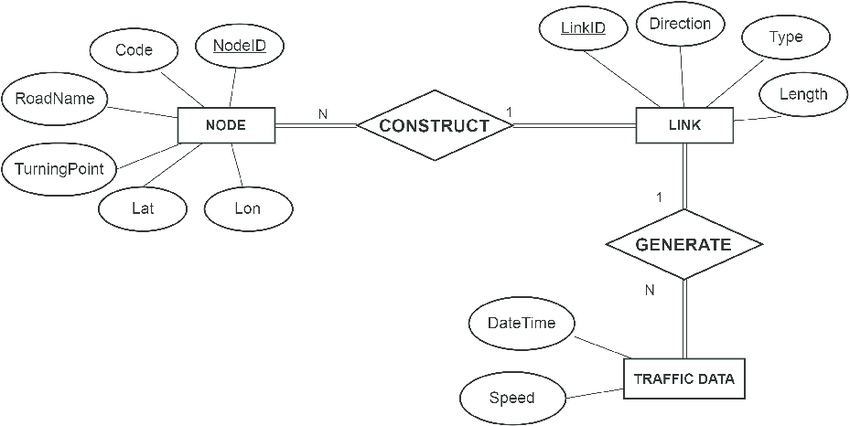 Code
NodeID
LinkID
Direction
Type
RoadName
Length
NODE
N
CONSTRUCT
1
LINK
TurningPoint
Lat
Lon
1
GENERATE
N
DateTime
TRAFFIC DATA
Speed